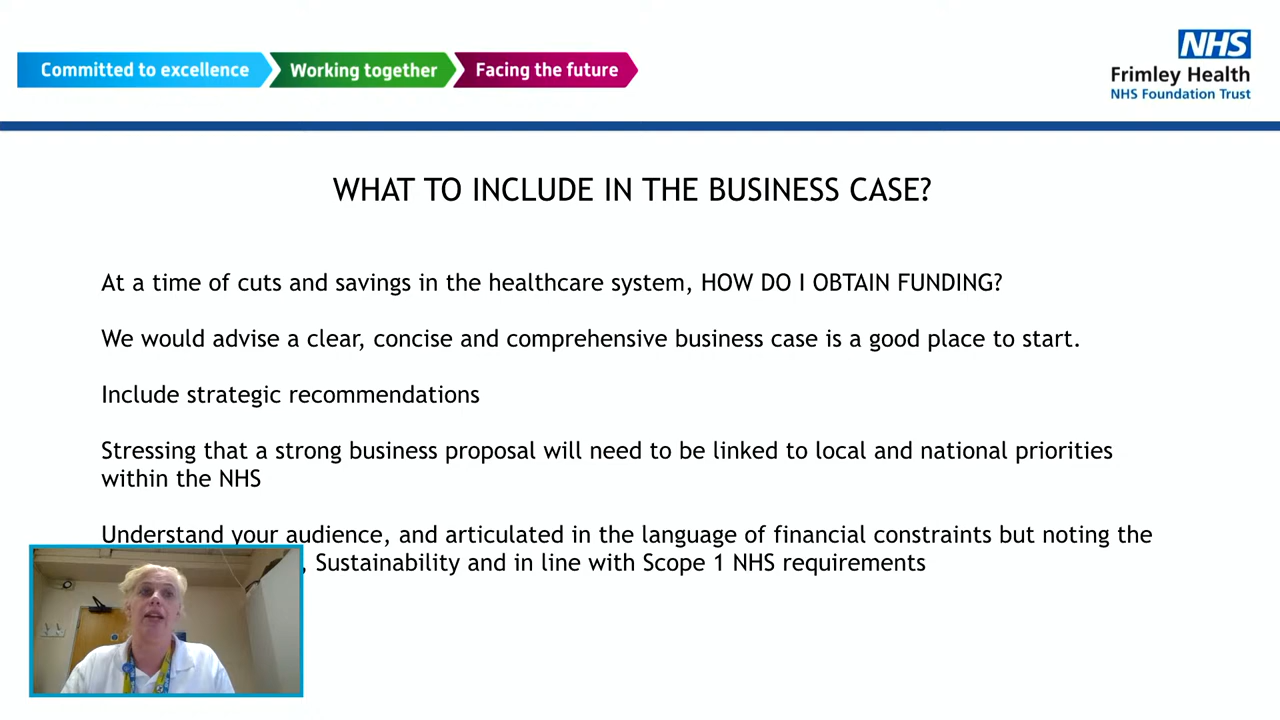 Committed to excellence
Working together
Facing the future
NHS
Frimley Health
NHS Foundation Trust
WHAT TO INCLUDE IN THE BUSINESS CASE?
At a time of cuts and savings in the healthcare system, HOW DO I OBTAIN FUNDING?
We would advise a clear, concise and comprehensive business case is a good place to start.
Include strategic recommendations
Stressing that a strong business proposal will need to be linked to local and national priorities
within the NHS
Understand your audience, and articulated in the language of financial constraints but noting the
, Sustainability and in line with Scope 1 NHS requirements